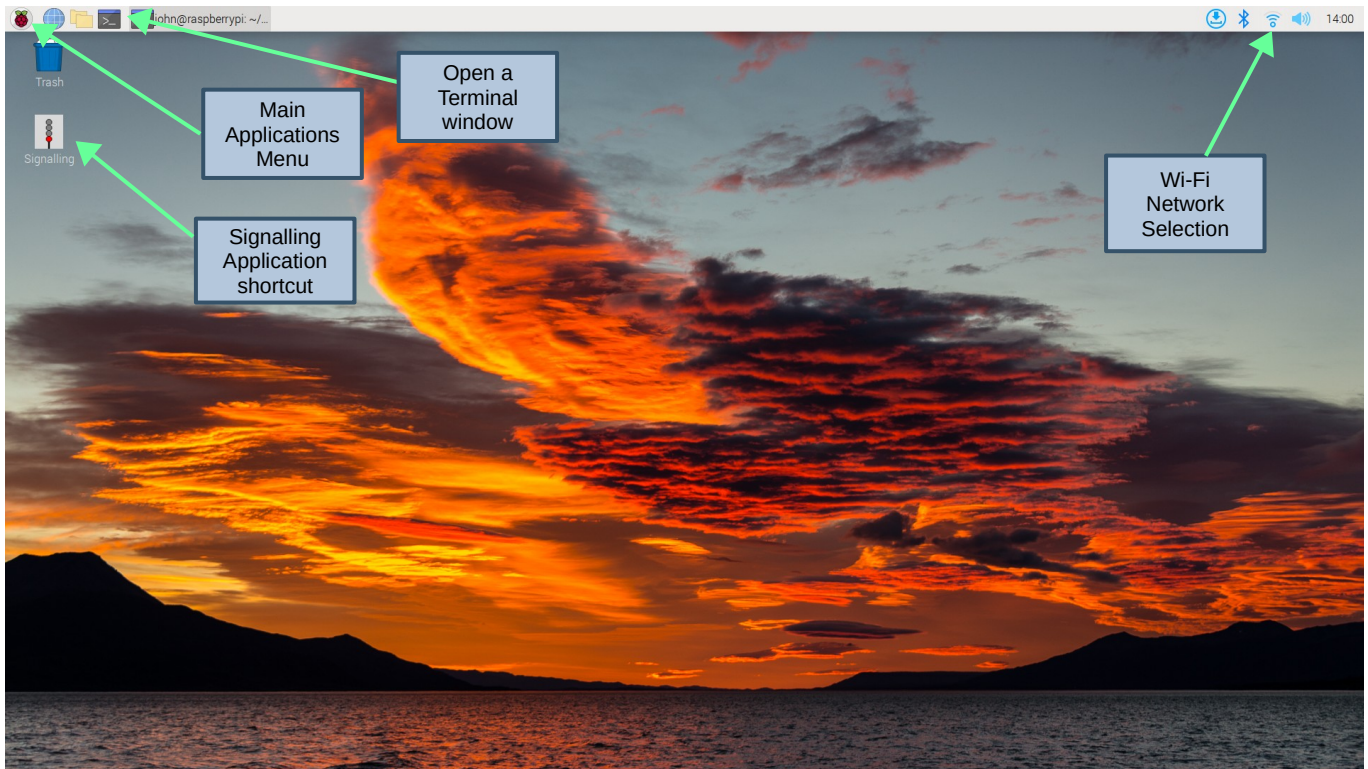 john@raspberrypi: ~/...
14:00
Trash
Signalling
Main
Applications
Menu
Open a
Terminal
window
Signalling
Application
shortcut
Wi-Fi
Network
Selection